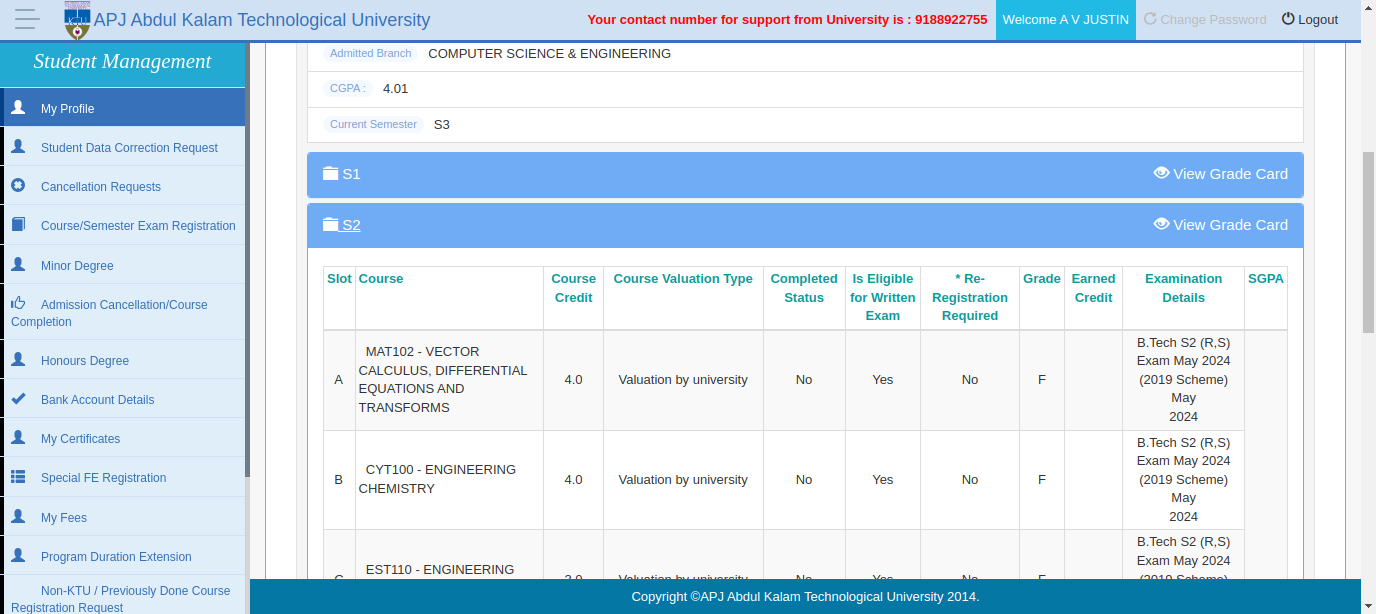 APJ Abdul Kalam Technological University
Your contact number for support from University is : 9188922755
Welcome A V JUSTIN
Change Password
Logout
Student Management
My Profile
Student Data Correction Request
Cancellation Requests
Course/Semester Exam Registration
Minor Degree
Admission Cancellation/Course
Completion
Honours Degree
Bank Account Details
My Certificates
Special FE Registration
My Fees
Program Duration Extension
Non-KTU / Previously Done Course
Registration Request
Admitted Branch COMPUTER SCIENCE & ENGINEERING
CGPA : 4.01
Current Semester S3
S1 View Grade Card
S2 View Grade Card
Slot Course Course Credit Course Valuation Type Completed Status Is Eligible for Written Exam * Re-Registration Required Grade Earned Credit Examination Details SGPA
A
MAT102 - VECTOR
CALCULUS, DIFFERENTIAL
EQUATIONS AND
TRANSFORMS
4.0
Valuation by university
No
Yes
No
F
B.Tech S2 (R,S)
Exam May 2024
(2019 Scheme)
May
2024
B
CYT100 - ENGINEERING
CHEMISTRY
4.0
Valuation by university
No
Yes
No
F
B.Tech S2 (R,S)
Exam May 2024
(2019 Scheme)
May
2024
EST110 - ENGINEERING
Valuation by university
No
Yes
No
B.Tech S2 (R,S)
Exam May 2024
(2019 Scheme)
Copyright ©APJ Abdul Kalam Technological University 2014.